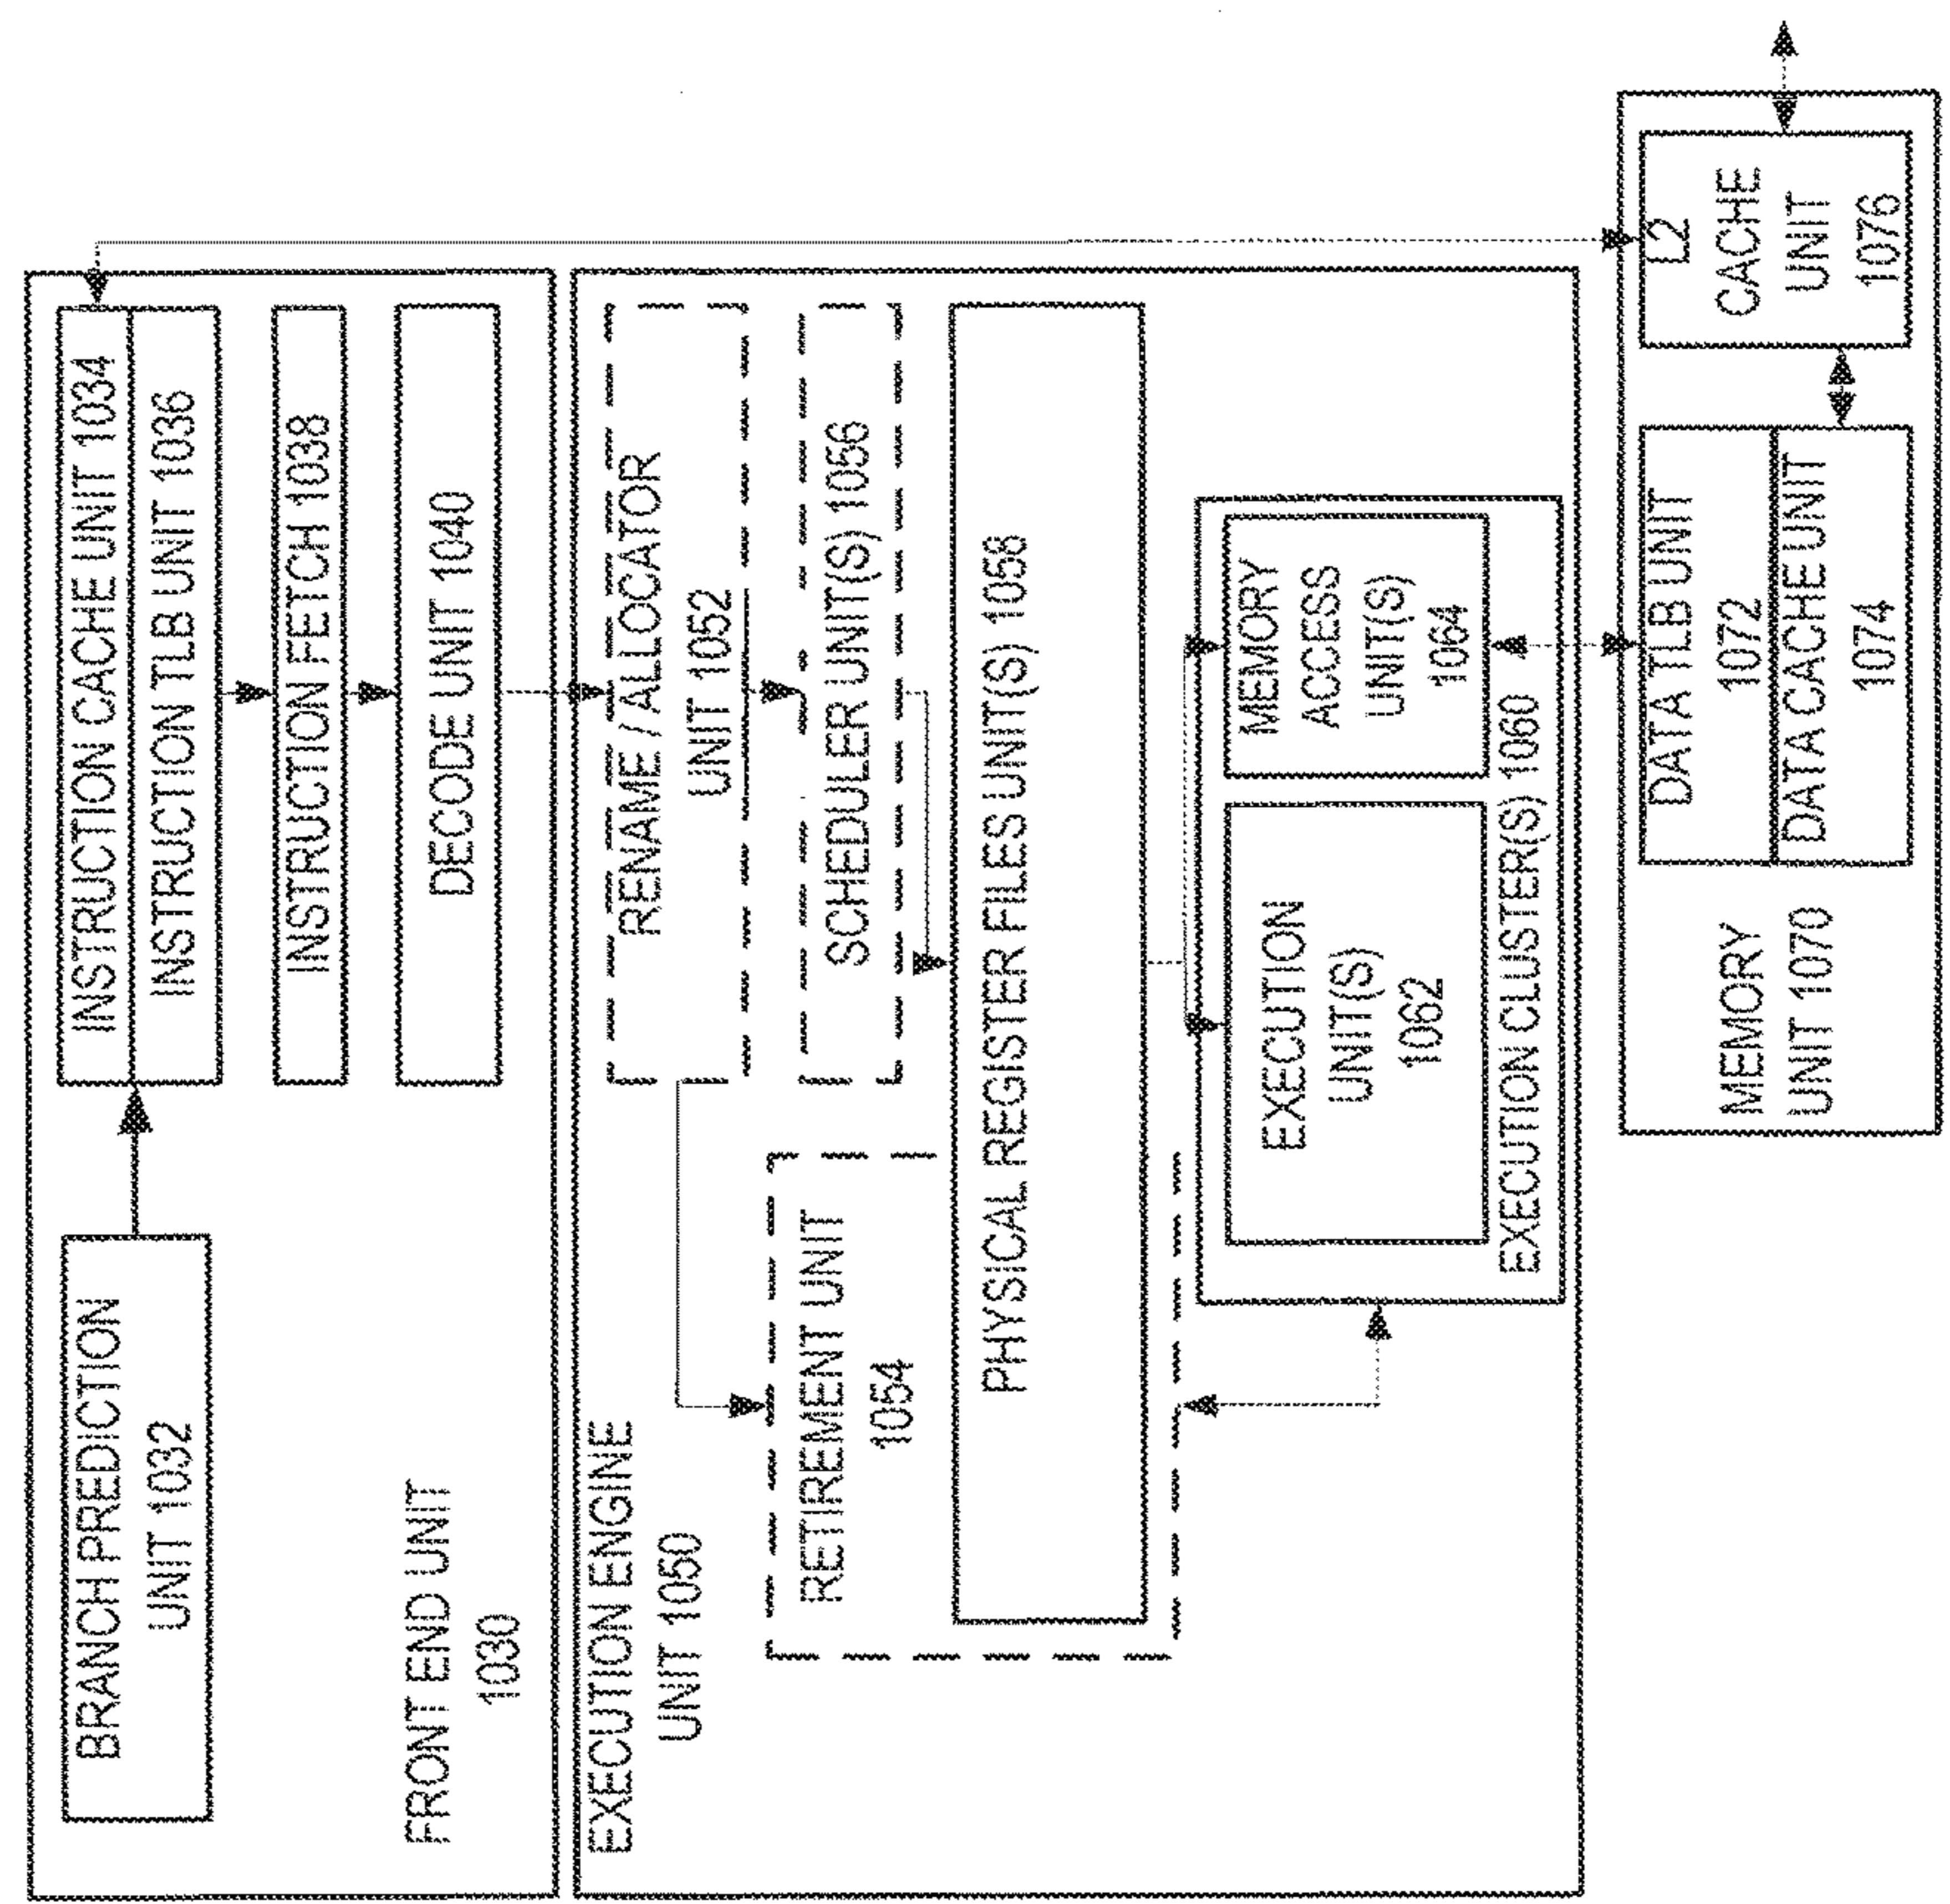 BRANCH PREDICTION
UNIT 1032
INSTRUCTION CACHE UNIT 1034
INSTRUCTION TLB UNIT 1036
INSTRUCTION FETCH 1038
DECODE UNIT 1040
FRONT END UNIT
1030
EXECUTION ENGINE
UNIT 1050
RENAME / ALLOCATOR
UNIT 1052
RETIREMENT UNIT
1054
SCHEDULER UNIT(S) 1056
PHYSICAL REGISTER FILES UNIT(S) 1058
EXECUTION
UNIT(S)
1062
MEMORY
ACCESS
UNIT(S)
1064
EXECUTION CLUSTER(S) 1060
MEMORY
UNIT 1070
DATA TLB UNIT
1072
DATA CACHE UNIT
1074
L2
CACHE
UNIT
1076